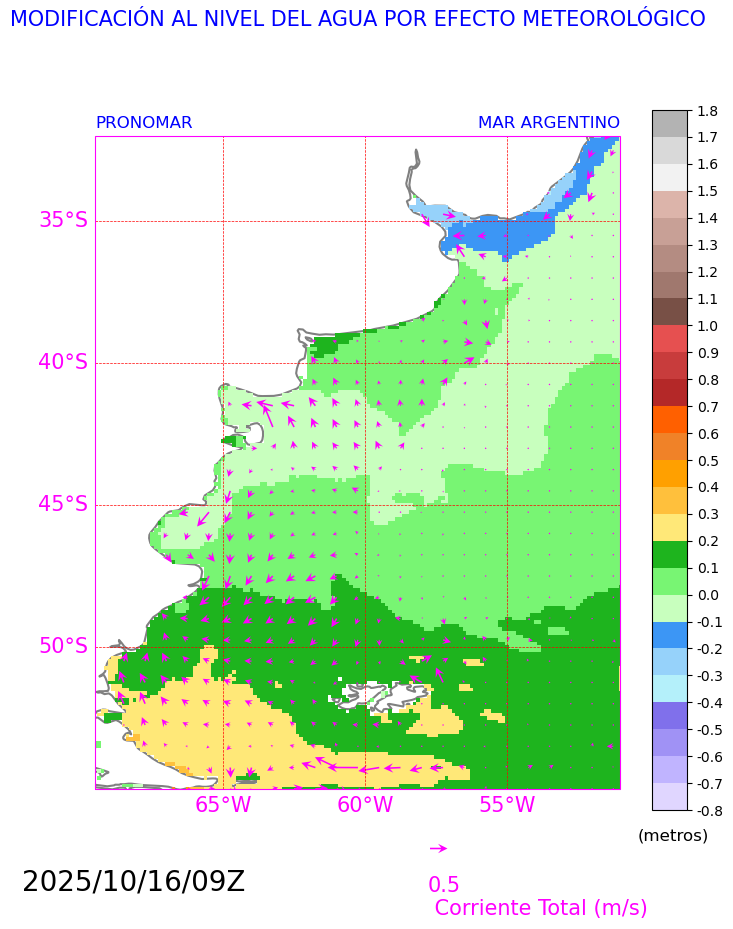 MODIFICACIÓN AL NIVEL DEL AGUA POR EFECTO METEOROLÓGICO
PRONOMAR
MAR ARGENTINO
35°S
40°S
45°S
50°S
65°W
60°W
55°W
1.8
1.7
1.6
1.5
1.4
1.3
1.2
1.1
1.0
0.9
0.8
0.7
0.6
0.5
0.4
0.3
0.2
0.1
0.0
-0.1
-0.2
-0.3
-0.4
-0.5
-0.6
-0.7
-0.8
(metros)
2025/10/16/09Z
0.5
Corriente Total (m/s)